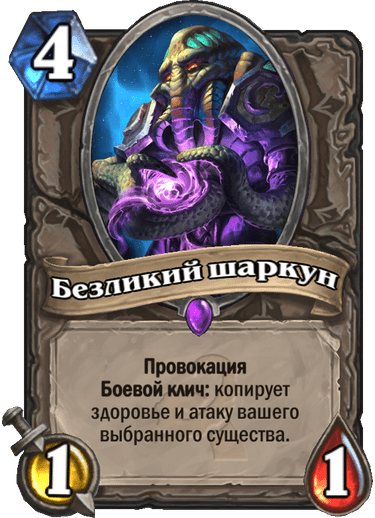 4
Безликий шаркун
Провокация
Боевой клич: копирует
здоровье и атаку вашего
выбранного существа.
1
1